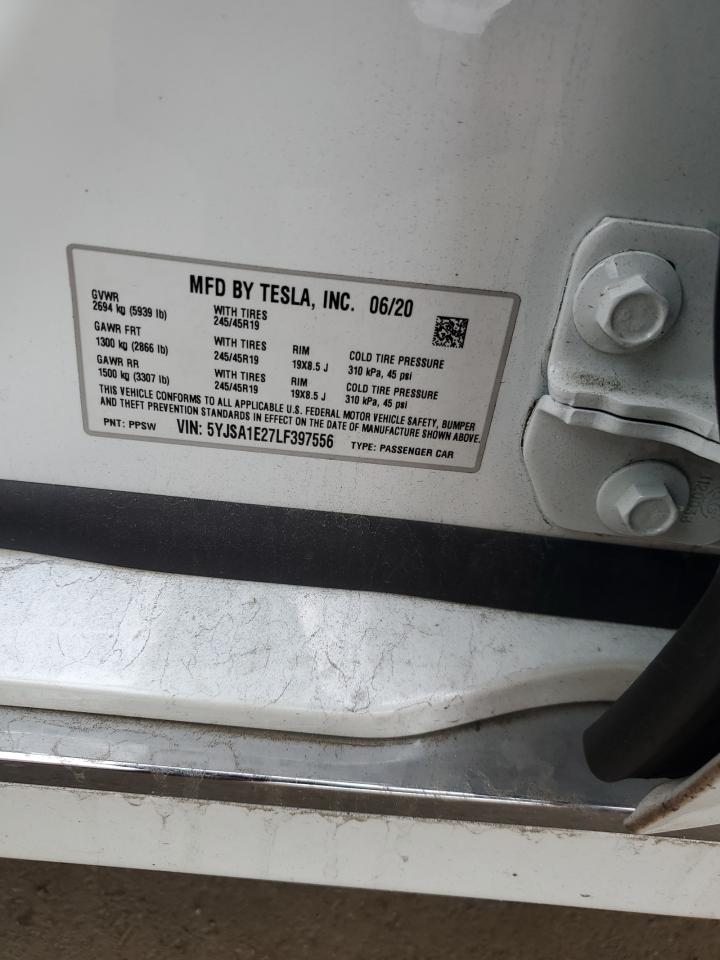 MFD BY TESLA, INC. 06/20
GVWR
2694 kg (5939 lb)
WITH TIRES
245/45R19
GAWR FRT
1300 kg (2866 lb)
WITH TIRES
245/45R19
RIM
19X8.5 J
COLD TIRE PRESSURE
310 kPa, 45 psi
GAWR RR
1500 kg (3307 lb)
WITH TIRES
245/45R19
RIM
19X8.5 J
COLD TIRE PRESSURE
310 kPa, 45 psi
THIS VEHICLE CONFORMS TO ALL APPLICABLE U.S. FEDERAL MOTOR VEHICLE SAFETY, BUMPER
AND THEFT PREVENTION STANDARDS IN EFFECT ON THE DATE OF MANUFACTURE SHOWN ABOVE.
PNT: PPSW VIN: 5YJSA1E27LF397556 TYPE: PASSENGER CAR